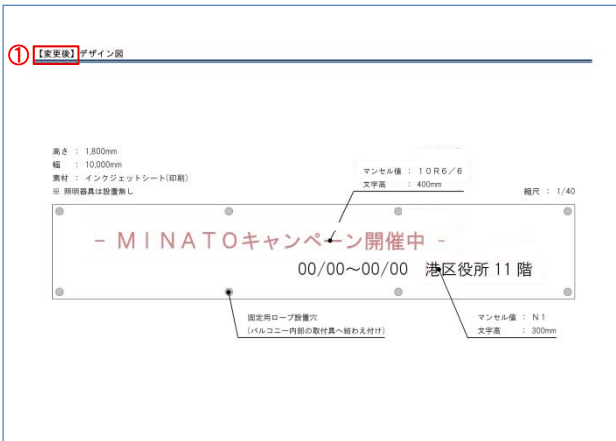 ①【変更後】デザイン図
高さ ： 1,800mm
幅 ： 10,000mm
素材 ： インクジェットシート(印刷)
※ 照明器具は設置無し
マンセル値 ： 10R6/6
文字高 ： 400mm
縮尺 ： 1/40
- MINATOキャンペーン開催中 -
00/00～00/00 港区役所 11 階
固定用ロープ設置穴
(バルコニー内部の取付具へ結わえ付け)
マンセル値 ： N1
文字高 ： 300mm